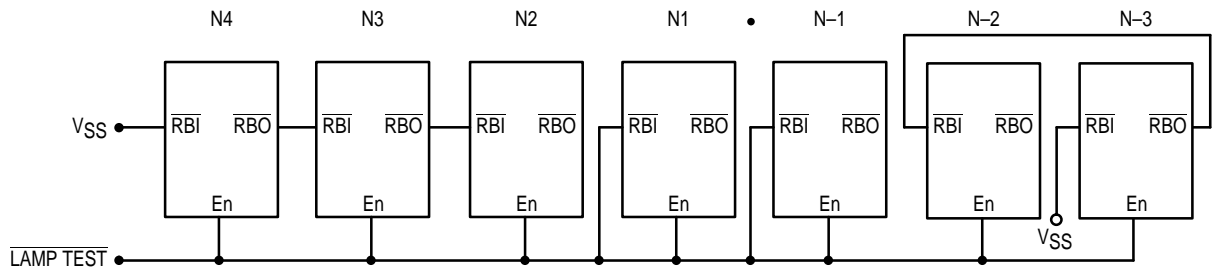 N4 N3 N2 N1 • N–1 N–2 N–3
VSS RBI RBO RBI RBO RBI RBO RBI RBO RBI RBO RBI RBO RBI RBO
En En En En En En En
VSS
LAMP TEST